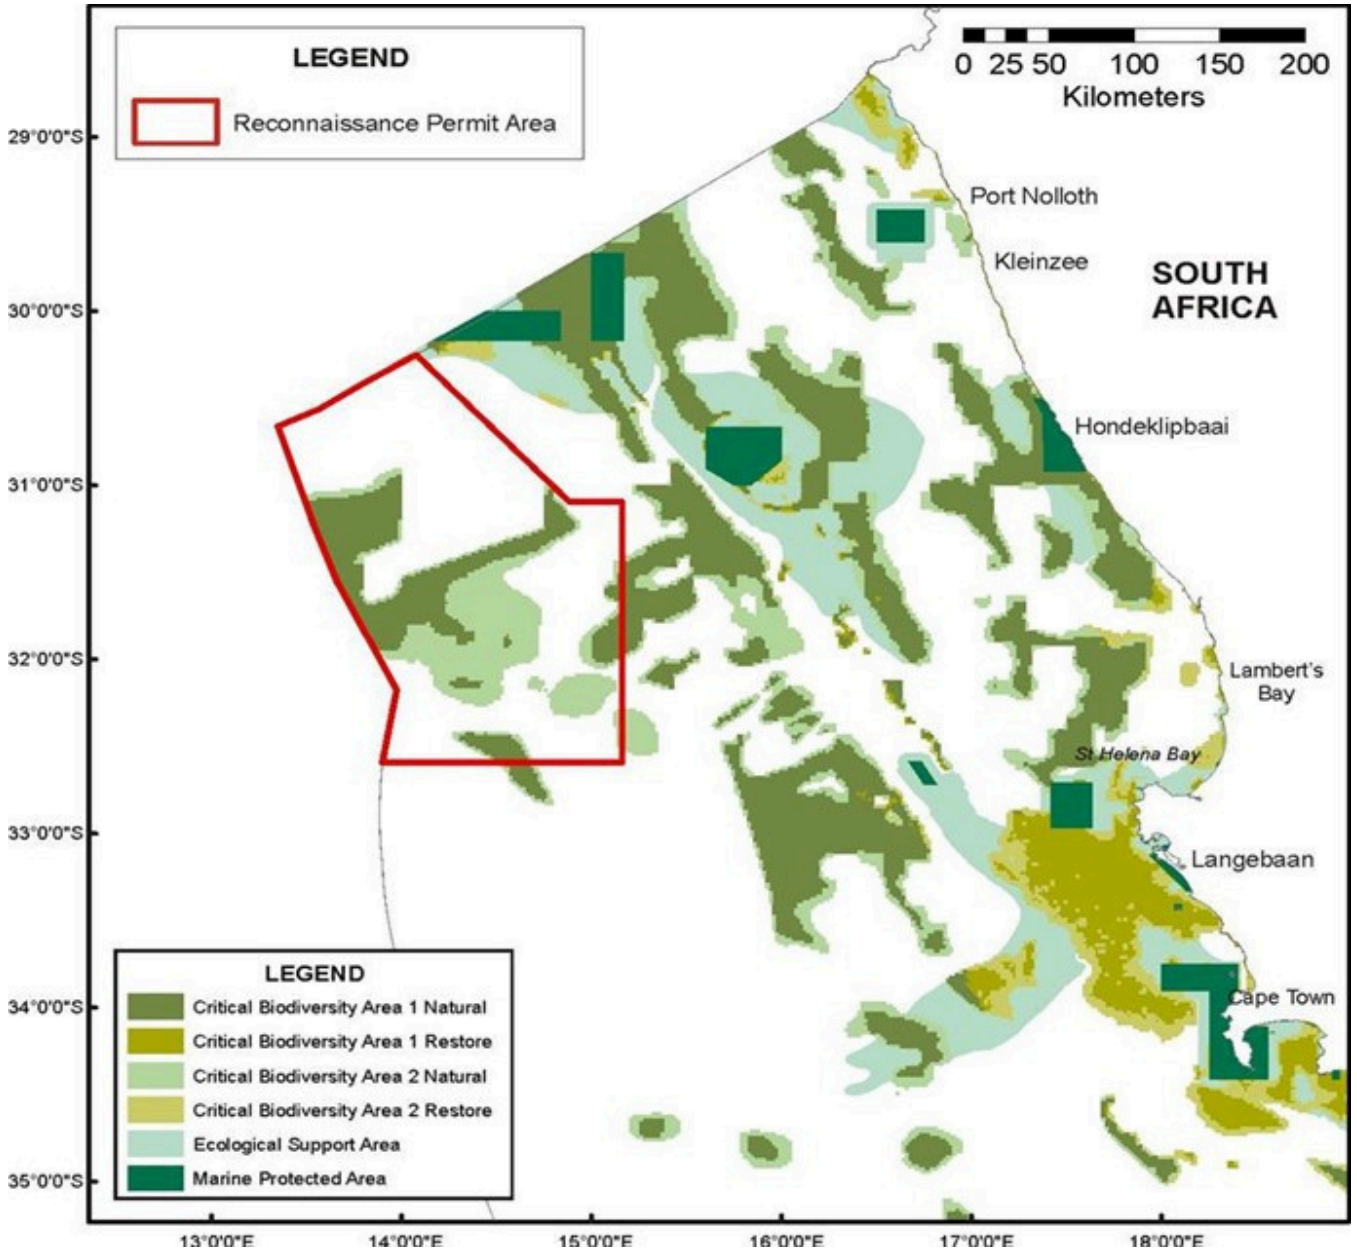 LEGEND
Reconnaissance Permit Area
0 25 50 100 150 200
Kilometers
29°0'0"S
30°0'0"S
31°0'0"S
32°0'0"S
33°0'0"S
34°0'0"S
35°0'0"S
Port Nolloth
Kleinzee
SOUTH
AFRICA
Hondeklipbaai
Lambert's
Bay
St Helena Bay
Langebaan
Cape Town
LEGEND
Critical Biodiversity Area 1 Natural
Critical Biodiversity Area 1 Restore
Critical Biodiversity Area 2 Natural
Critical Biodiversity Area 2 Restore
Ecological Support Area
Marine Protected Area
13°0'0"E 14°0'0"E 15°0'0"E 16°0'0"E 17°0'0"E 18°0'0"E